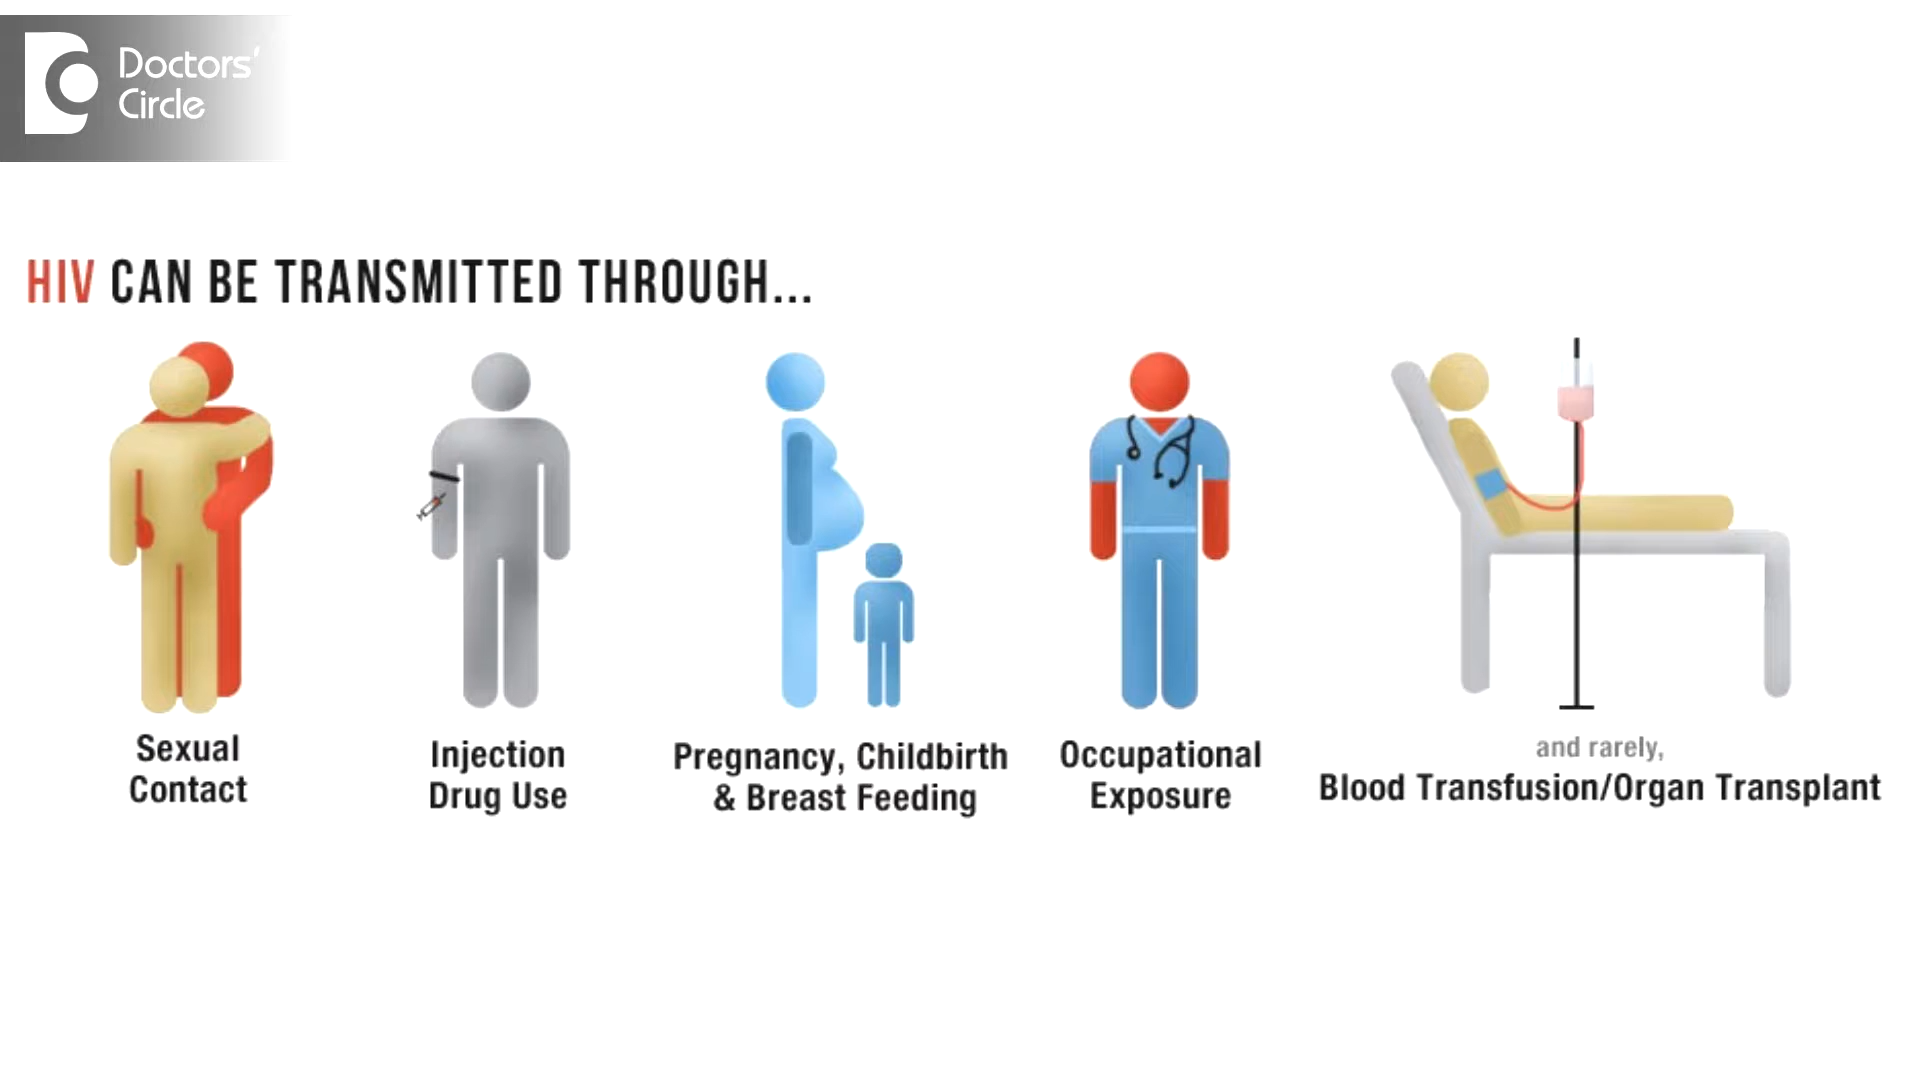 Doctors'
Circle
HIV CAN BE TRANSMITTED THROUGH...
Sexual
Contact
Injection
Drug Use
Pregnancy, Childbirth
& Breast Feeding
Occupational
Exposure
and rarely,
Blood Transfusion/Organ Transplant